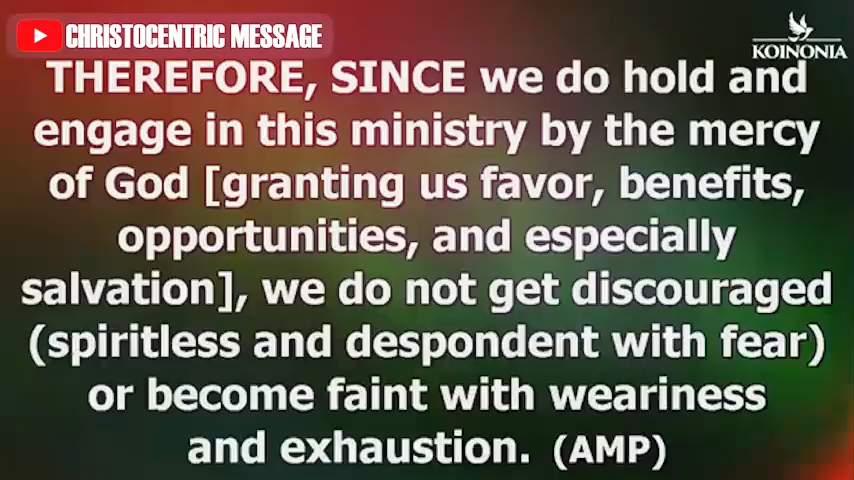 CHRISTOCENTRIC MESSAGE
KOINONIA
THEREFORE, SINCE we do hold and
engage in this ministry by the mercy
of God [granting us favor, benefits,
opportunities, and especially
salvation], we do not get discouraged
(spiritless and despondent with fear)
or become faint with weariness
and exhaustion. (AMP)